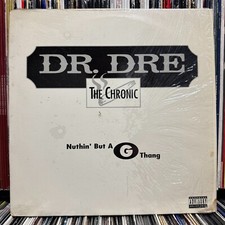 DR. DRE
THE CHRONIC
Nuthin' But A
G
Thang